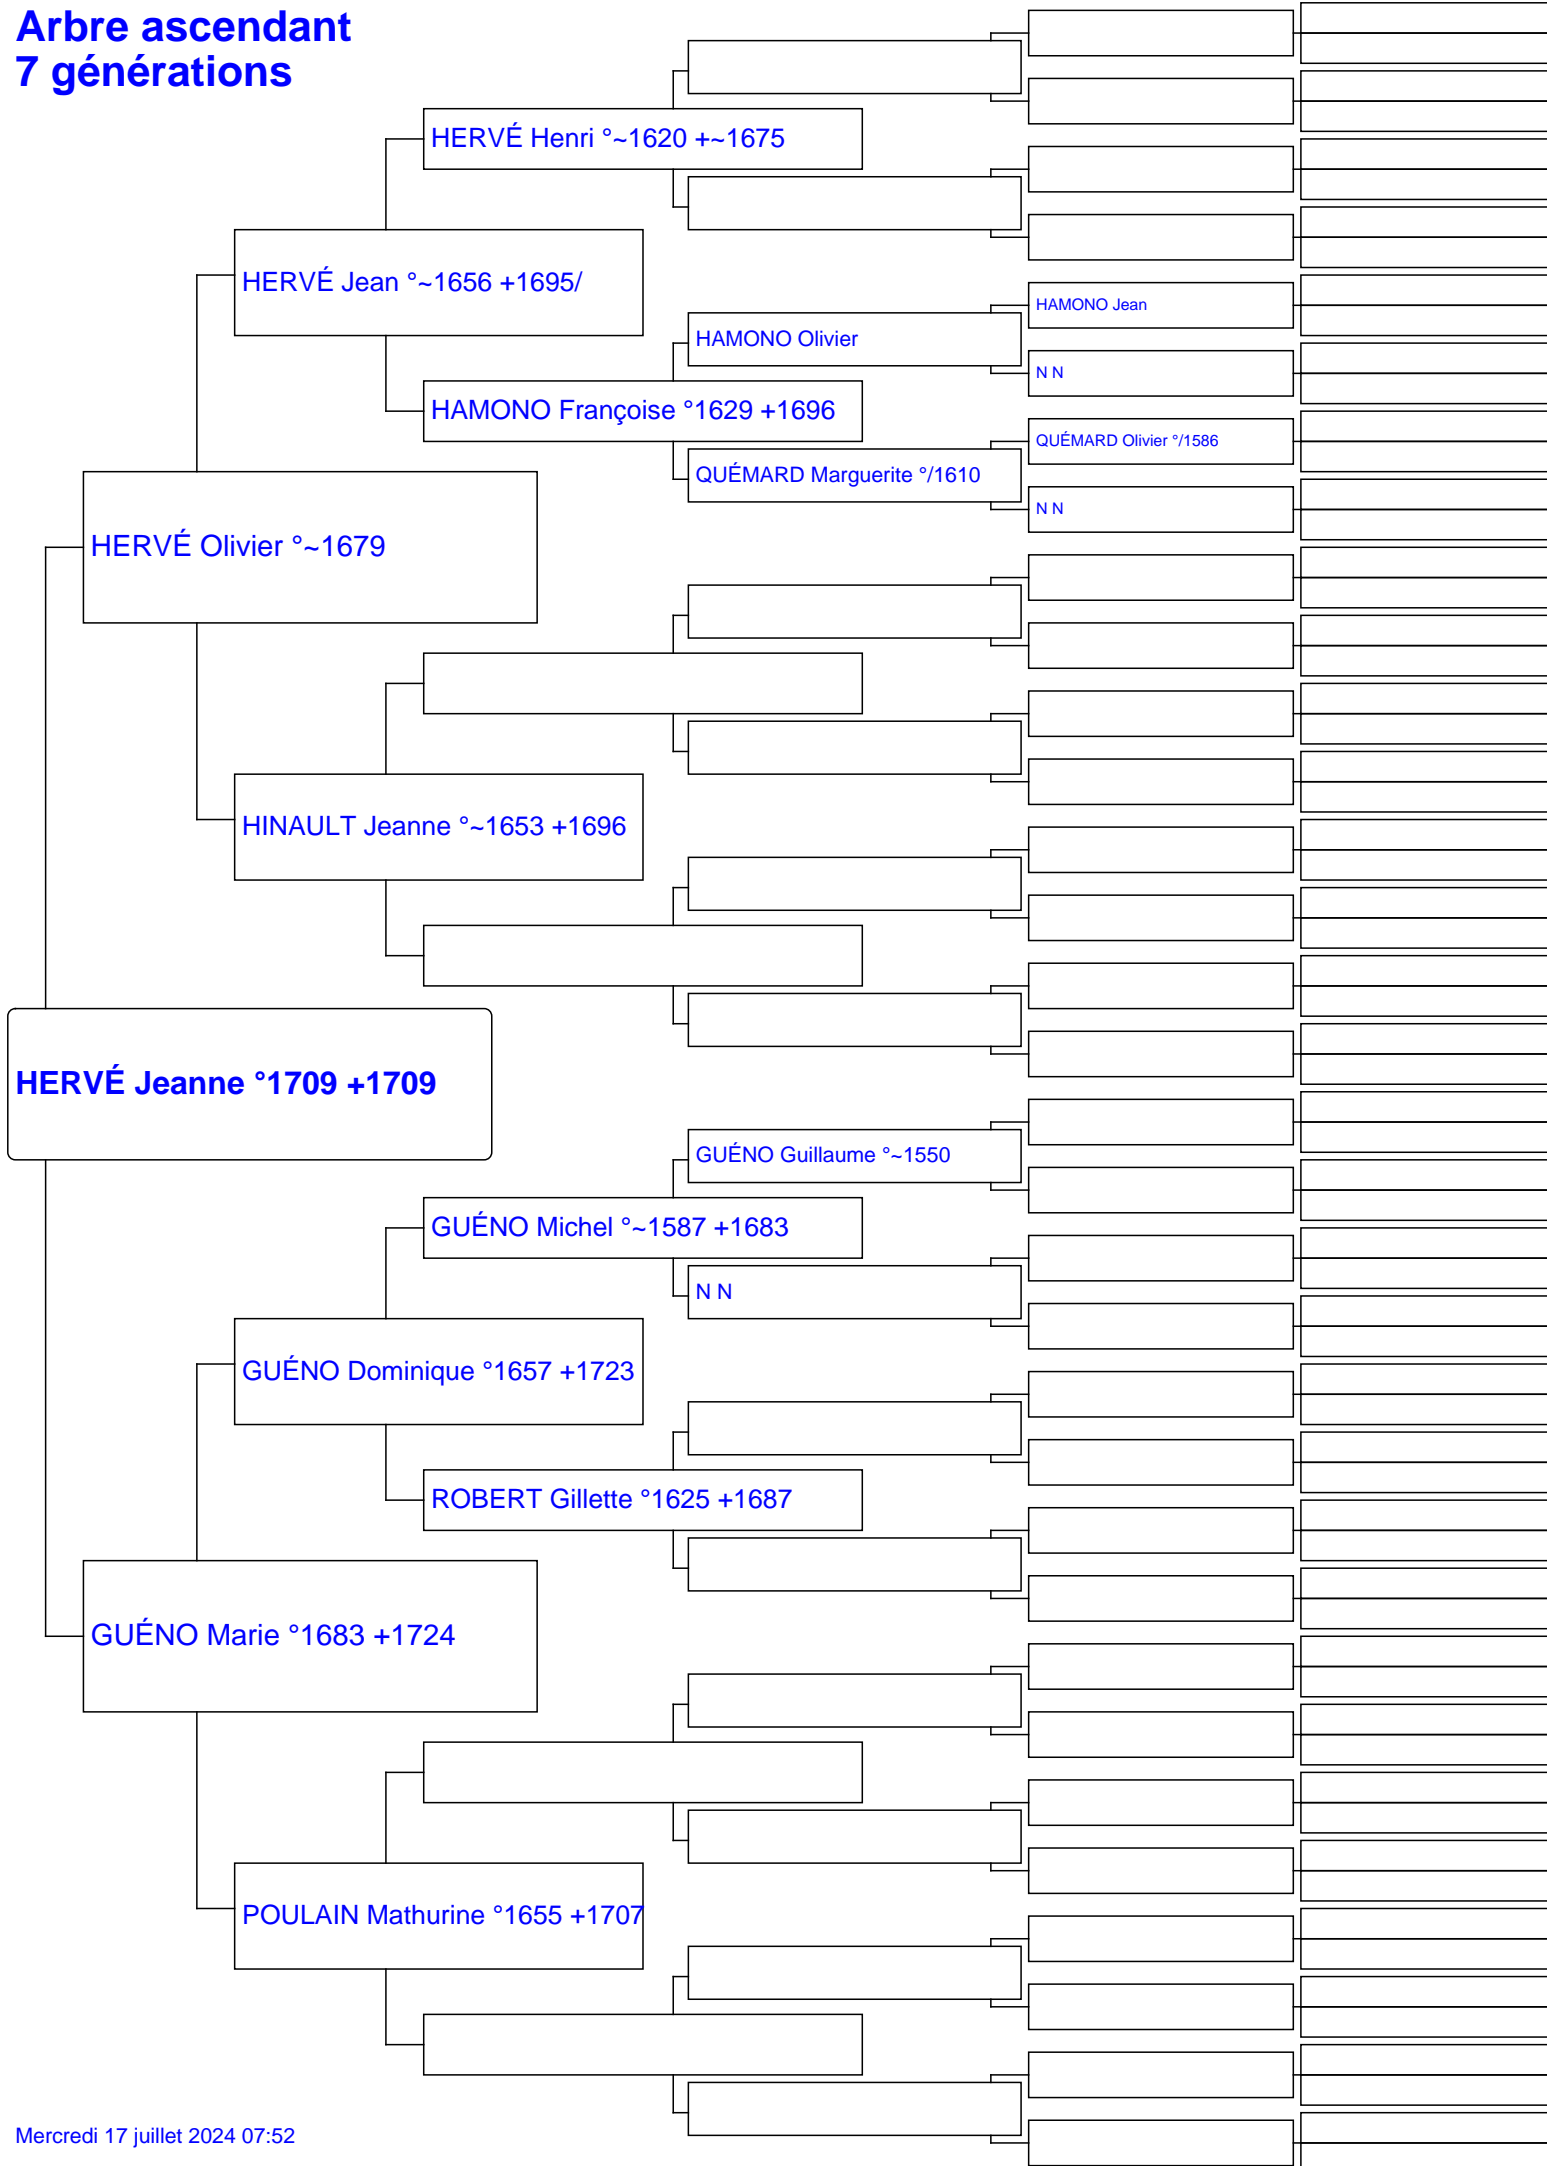 Arbre ascendant
7 générations
HERVÉ Henri °~1620 +~1675
HERVÉ Jean °~1656 +1695/
HAMONO Jean
HAMONO Olivier
N N
HAMONO Françoise °1629 +1696
QUÉMARD Olivier °/1586
QUÉMARD Marguerite °/1610
N N
HERVÉ Olivier °~1679
HINAULT Jeanne °~1653 +1696
HERVÉ Jeanne °1709 +1709
GUÉNO Guillaume °~1550
GUÉNO Michel °~1587 +1683
N N
GUÉNO Dominique °1657 +1723
ROBERT Gillette °1625 +1687
GUÉNO Marie °1683 +1724
POULAIN Mathurine °1655 +1707
Mercredi 17 juillet 2024 07:52